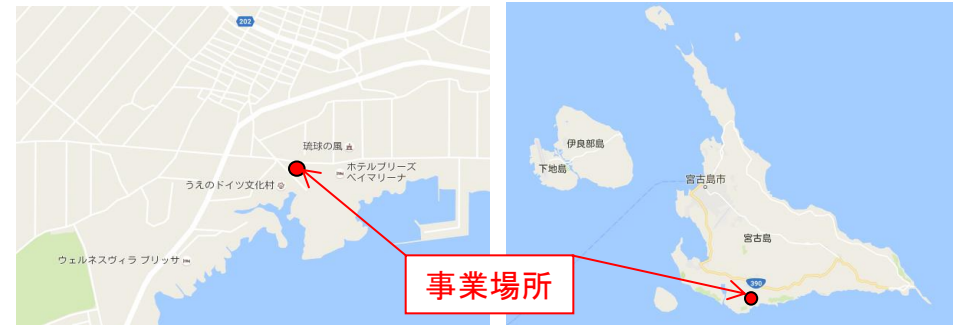 202
琉球の風
ホテルブリーズ
ベイマリーナ
うえのドイツ文化村
ウェルネスヴィラ ブリッサ
事業場所
伊良部島
下地島
宮古島市
宮古島
390